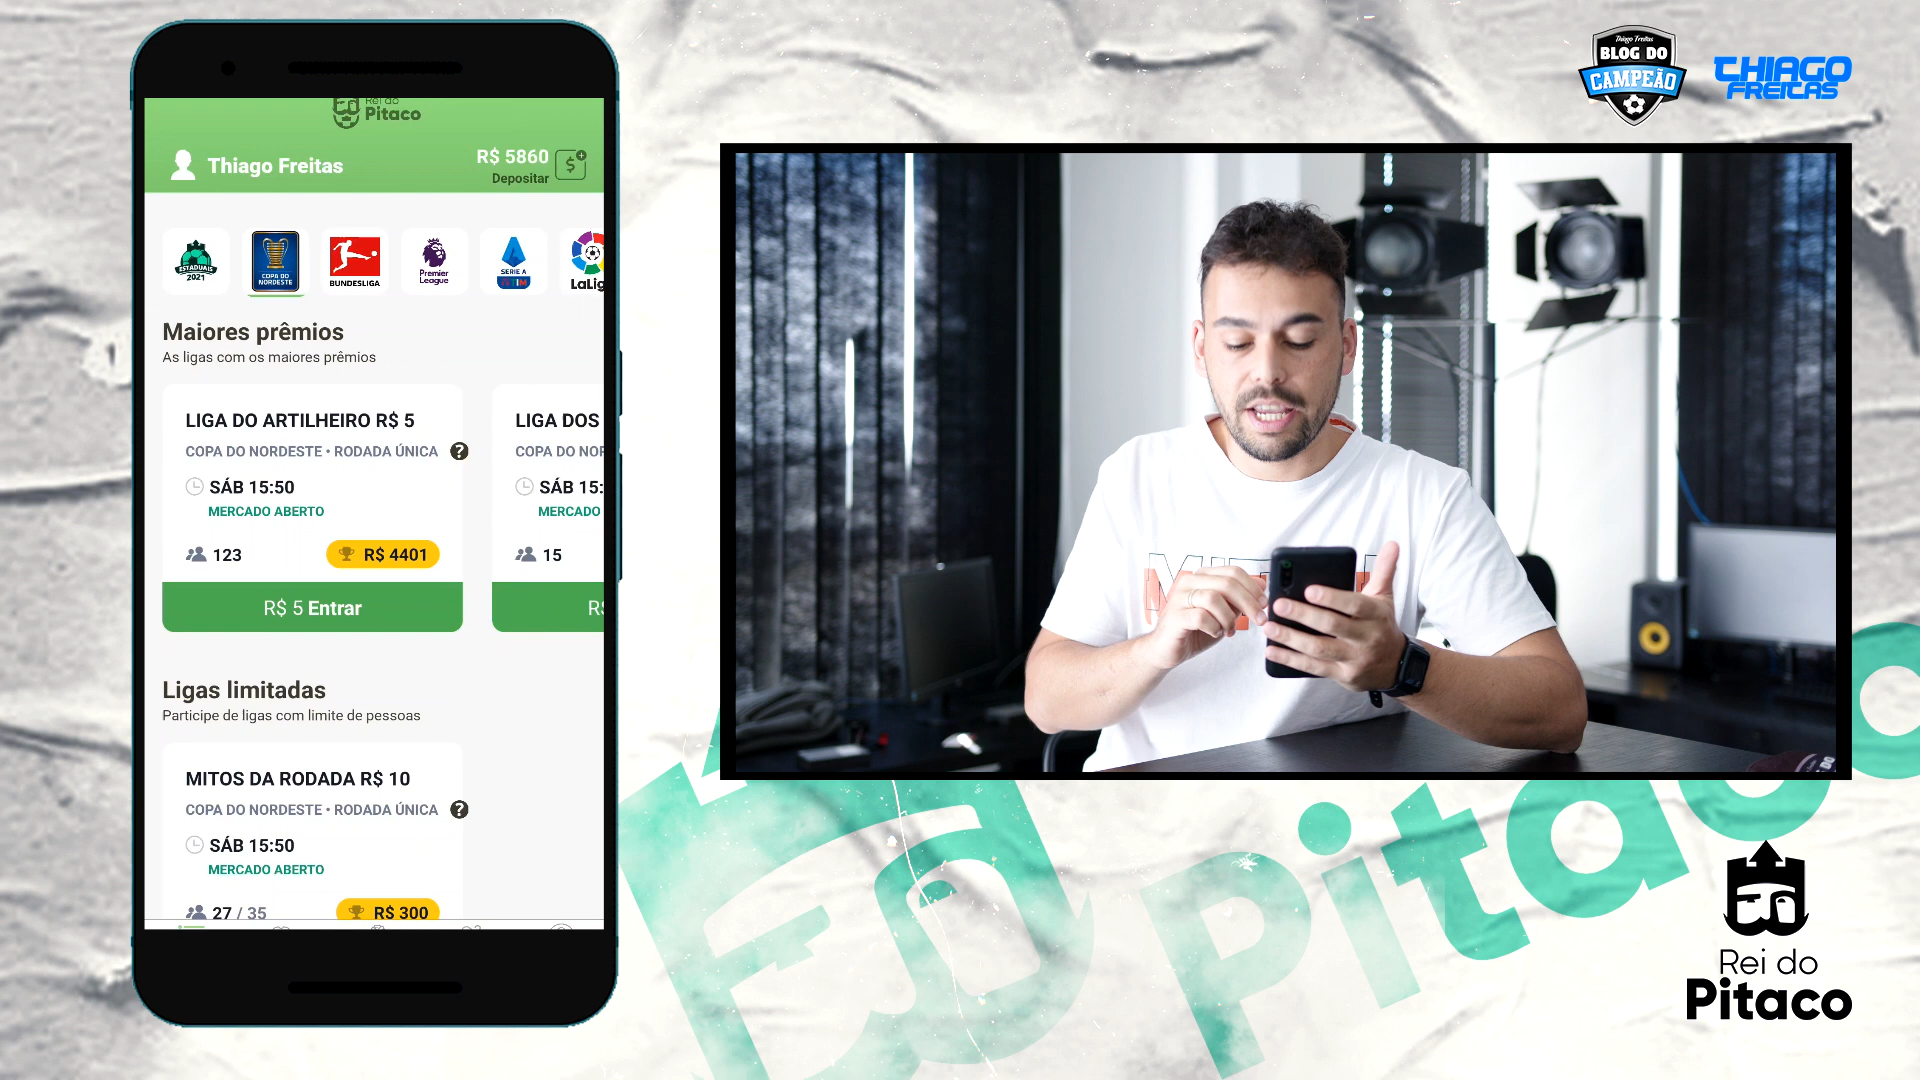 Rei do
Pitaco
Thiago Freitas
R$ 5860
Depositar
ESTADUAIS
2021
COPA DO
NORDESTE
BUNDESLIGA
Premier
League
SERIE A
TIM
LaLig
Maiores prêmios
As ligas com os maiores prêmios
LIGA DO ARTILHEIRO R$ 5
COPA DO NORDESTE • RODADA ÚNICA ?
SÁB 15:50
MERCADO ABERTO
123
R$ 4401
R$ 5 Entrar
LIGA DOS
COPA DO NOR
SÁB 15:
MERCADO
15
R$
Ligas limitadas
Participe de ligas com limite de pessoas
MITOS DA RODADA R$ 10
COPA DO NORDESTE • RODADA ÚNICA ?
SÁB 15:50
MERCADO ABERTO
27 / 35
R$ 300
Thiago Freitas
BLOG DO
CAMPEÃO
THIAGO
FREITAS
Pitaco
Rei do
Pitaco